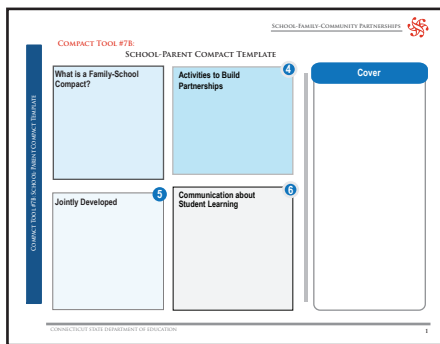 SCHOOL-FAMILY-COMMUNITY PARTNERSHIPS
COMPACT TOOL #7B:
SCHOOL-PARENT COMPACT TEMPLATE
COMPACT TOOL #7B: SCHOOL-PARENT COMPACT TEMPLATE
What is a Family-School
Compact?
4
Activities to Build
Partnerships
Cover
5
Jointly Developed
6
Communication about
Student Learning
CONNECTICUT STATE DEPARTMENT OF EDUCATION
1